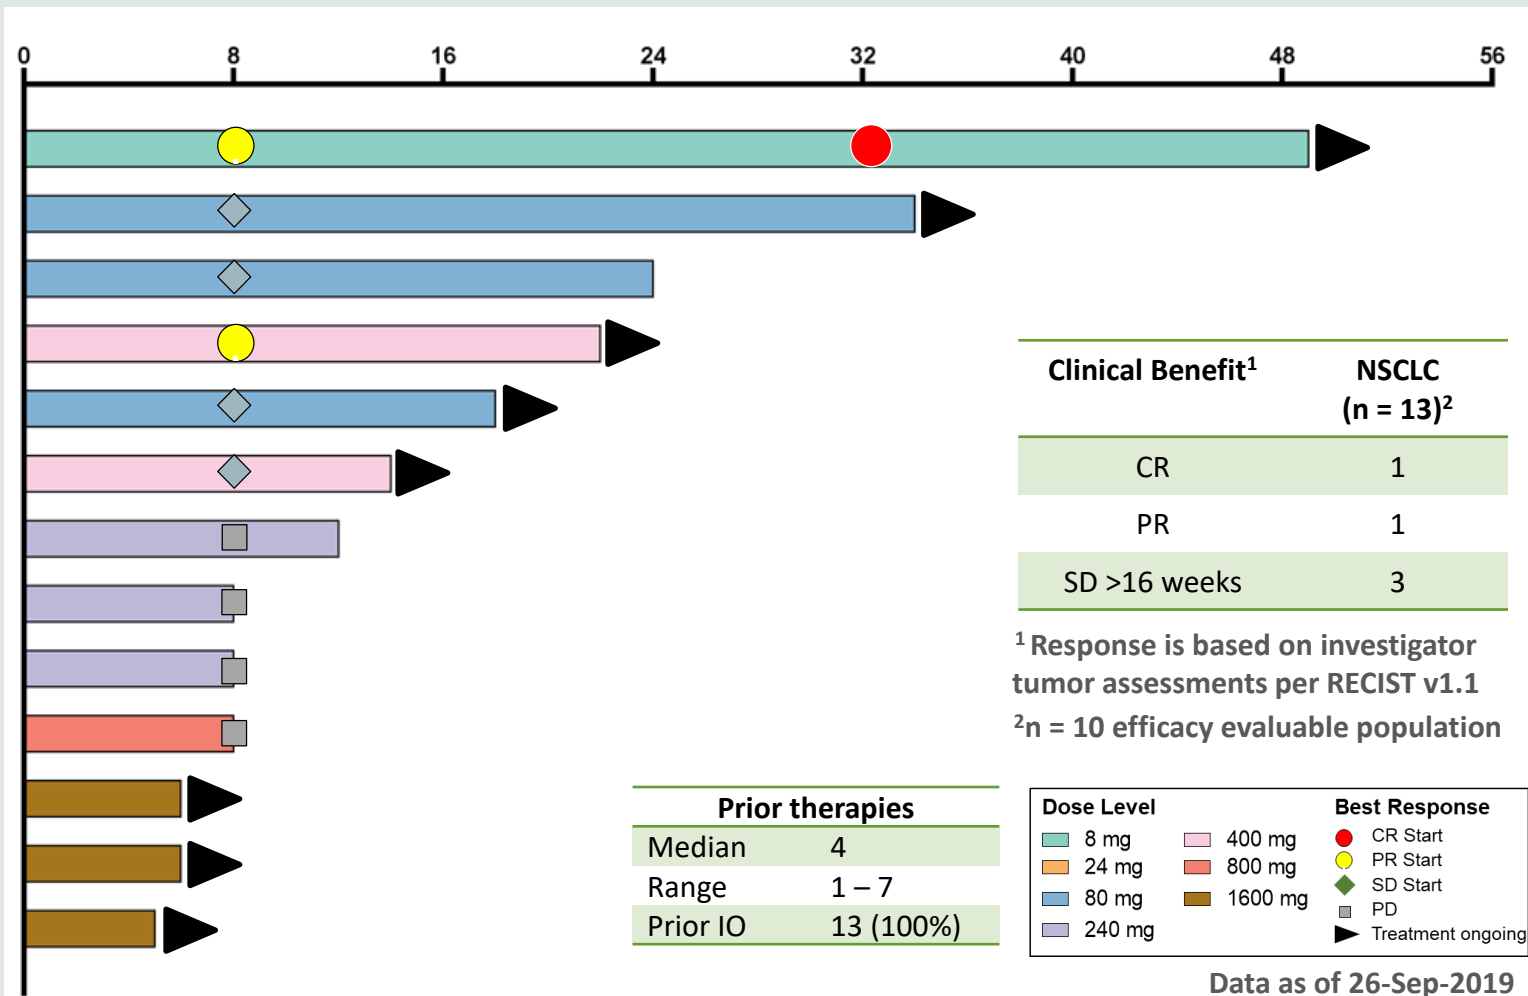 0 8 16 24 32 40 48 56
Clinical Benefit¹ NSCLC
(n = 13)²
CR 1
PR 1
SD >16 weeks 3
¹ Response is based on investigator
tumor assessments per RECIST v1.1
²n = 10 efficacy evaluable population
Prior therapies
Median 4
Range 1 – 7
Prior IO 13 (100%)
Dose Level
8 mg
24 mg
80 mg
240 mg
400 mg
800 mg
1600 mg
Best Response
CR Start
PR Start
SD Start
PD
Treatment ongoing
Data as of 26-Sep-2019